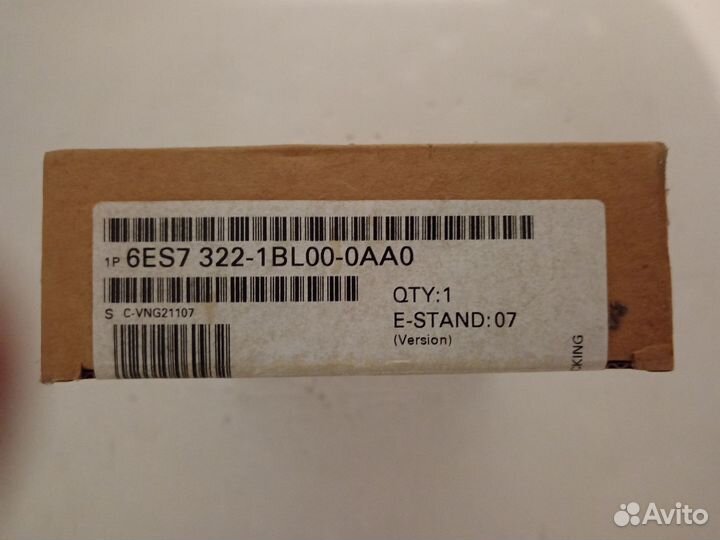 1P 6ES7 322-1BL00-0AA0
S C-VNG21107
QTY:1
E-STAND:07
(Version)
CKING
Avito